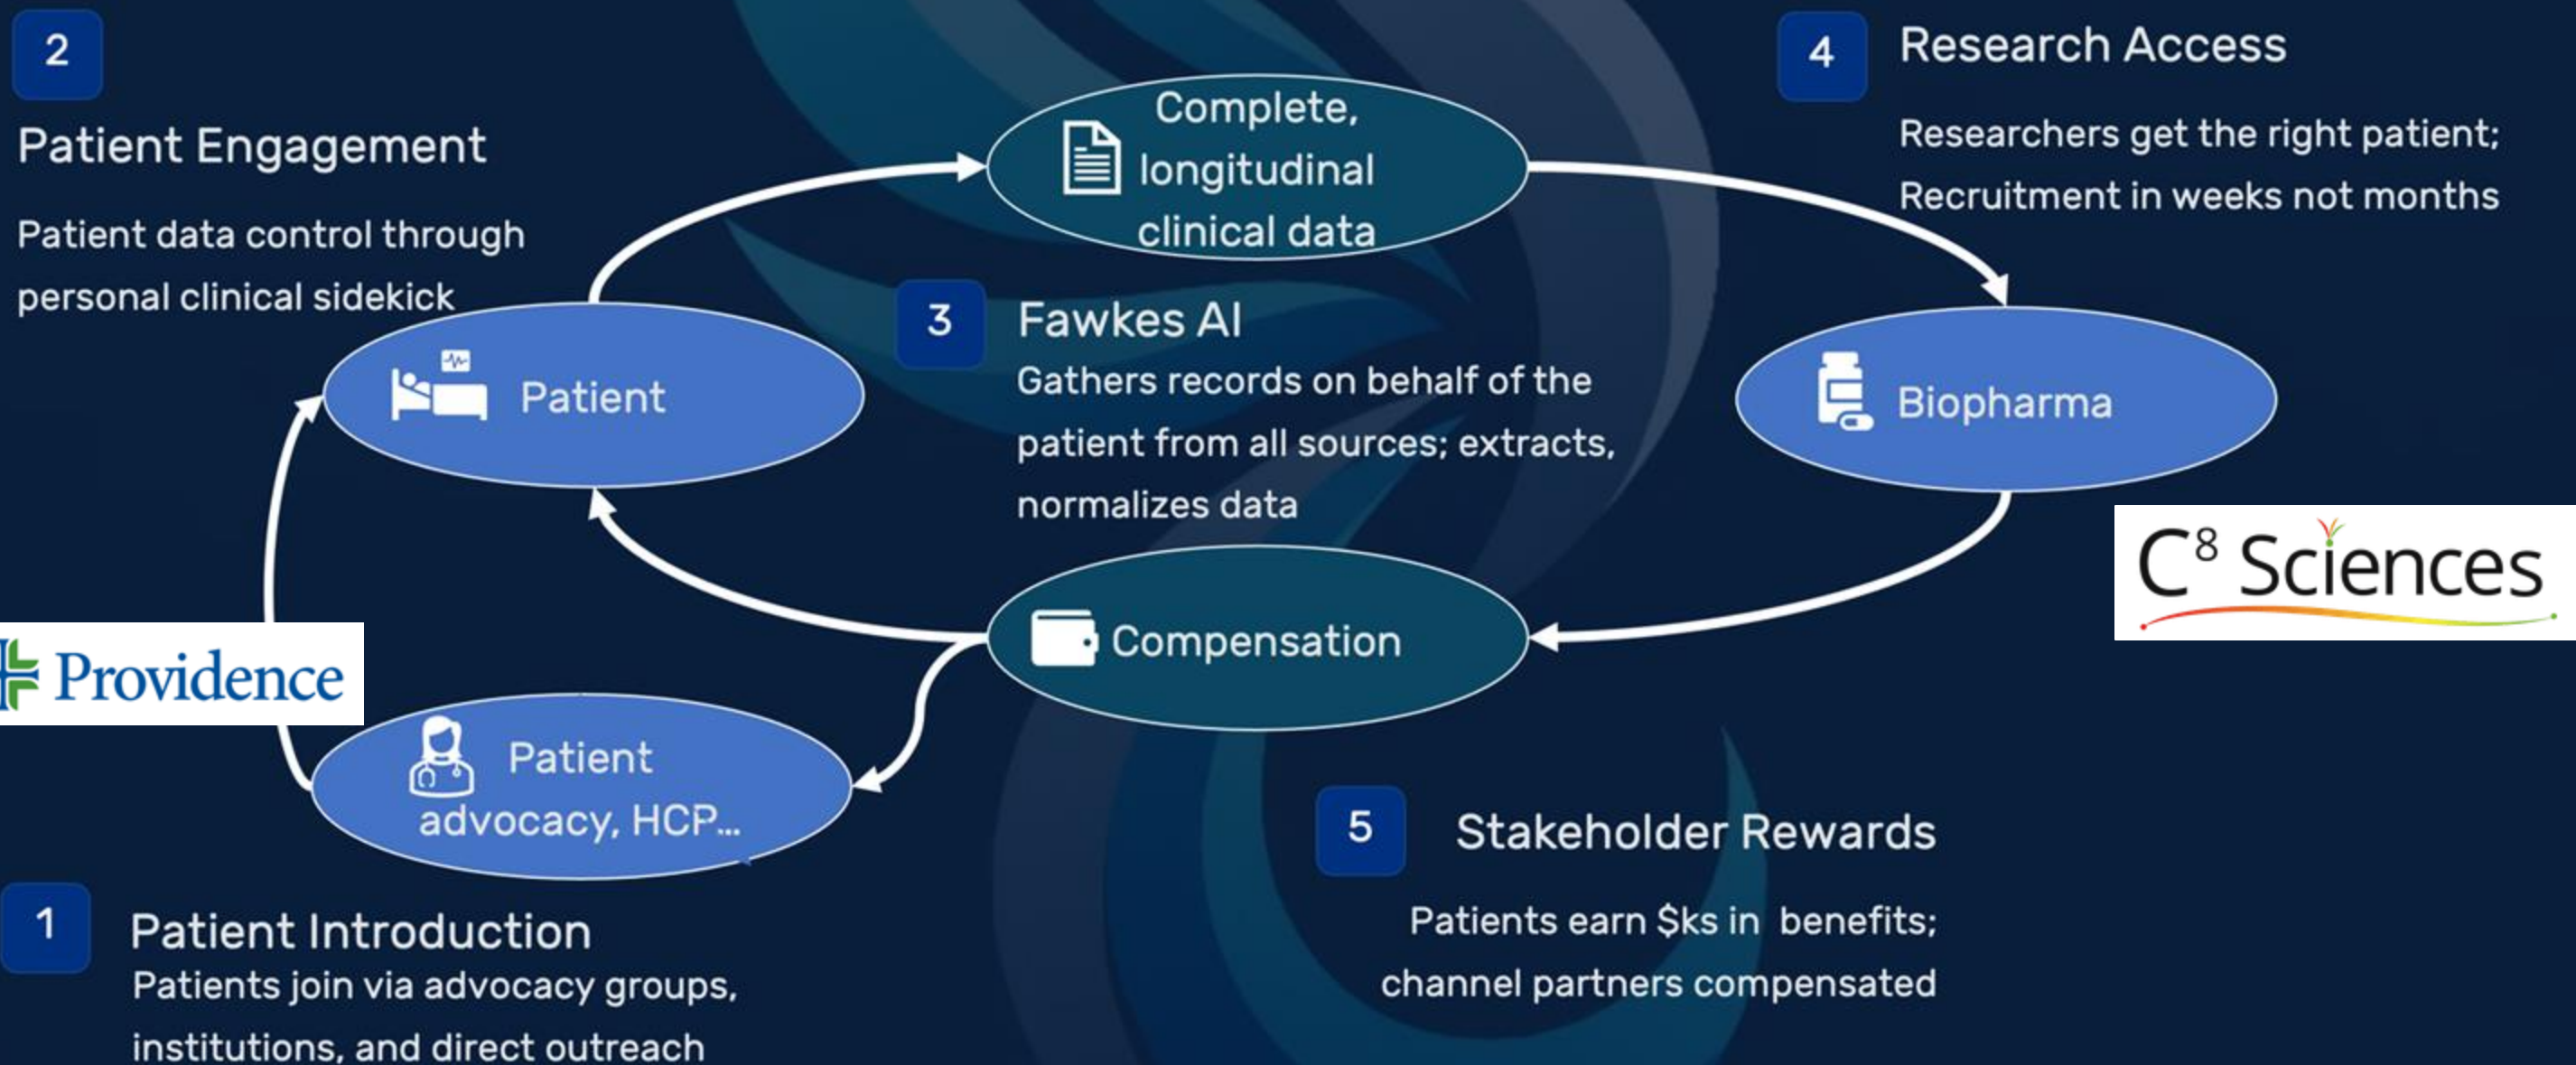 2
Patient Engagement
Patient data control through
personal clinical sidekick
Complete,
longitudinal
clinical data
4
Research Access
Researchers get the right patient;
Recruitment in weeks not months
Patient
3
Fawkes AI
Gathers records on behalf of the
patient from all sources; extracts,
normalizes data
Biopharma
C⁸ Sciences
Providence
Compensation
Patient
advocacy, HCP...
1
Patient Introduction
Patients join via advocacy groups,
institutions, and direct outreach
5
Stakeholder Rewards
Patients earn $ks in benefits;
channel partners compensated